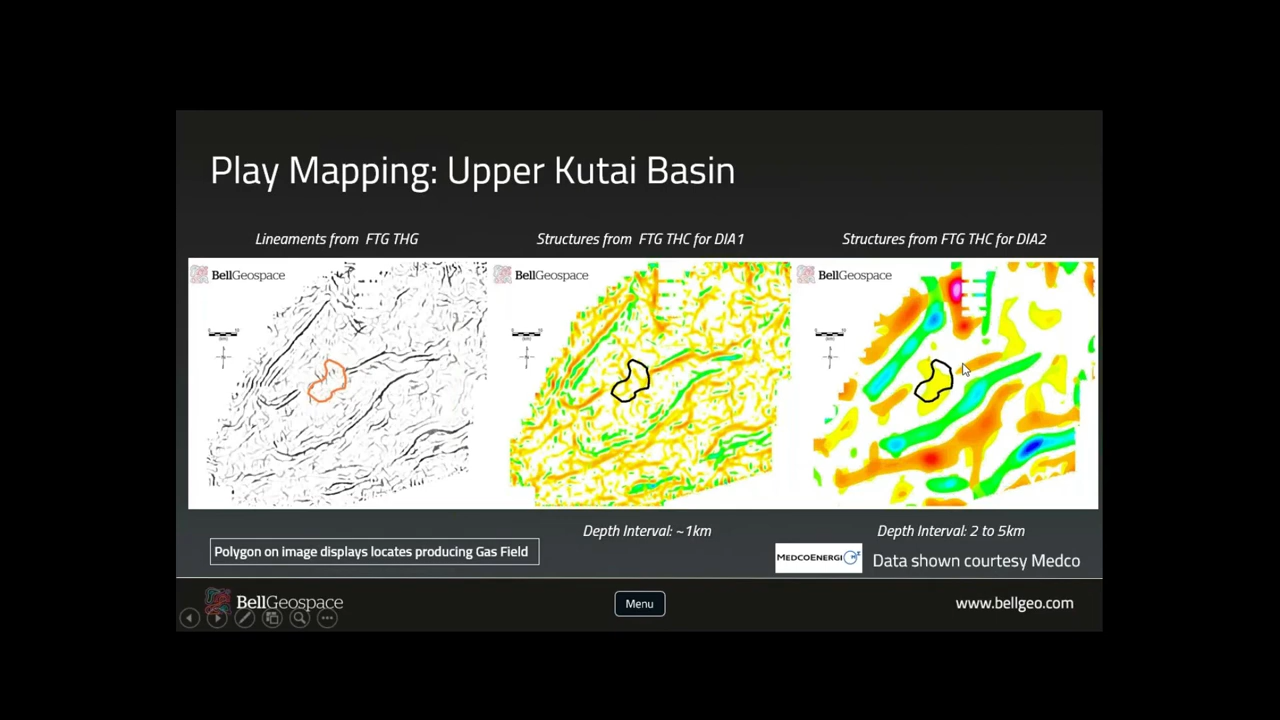 Play Mapping: Upper Kutai Basin
Lineaments from FTG THG
Structures from FTG THC for DIA1
Structures from FTG THC for DIA2
BellGeospace
BellGeospace
BellGeospace
Depth Interval: ~1km
Depth Interval: 2 to 5km
Polygon on image displays locates producing Gas Field
MEDCOENERGI
Data shown courtesy Medco
BellGeospace
Menu
www.bellgeo.com